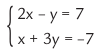 2x − y = 7
x + 3y = −7